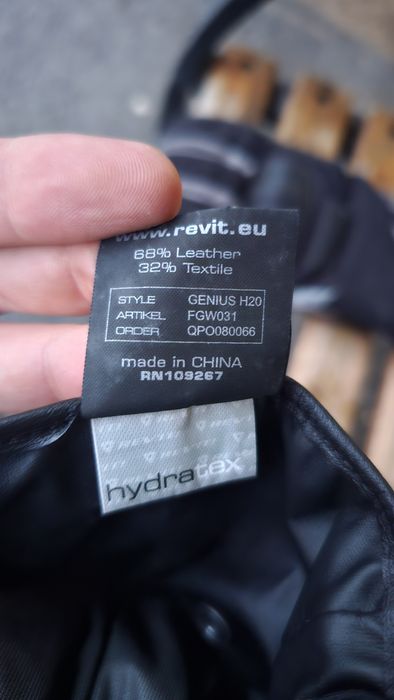 www.revit.eu
68% Leather
32% Textile
STYLE GENIUS H20
ARTIKEL FGW031
ORDER QPO080066
made in CHINA
RN109267
hydratex